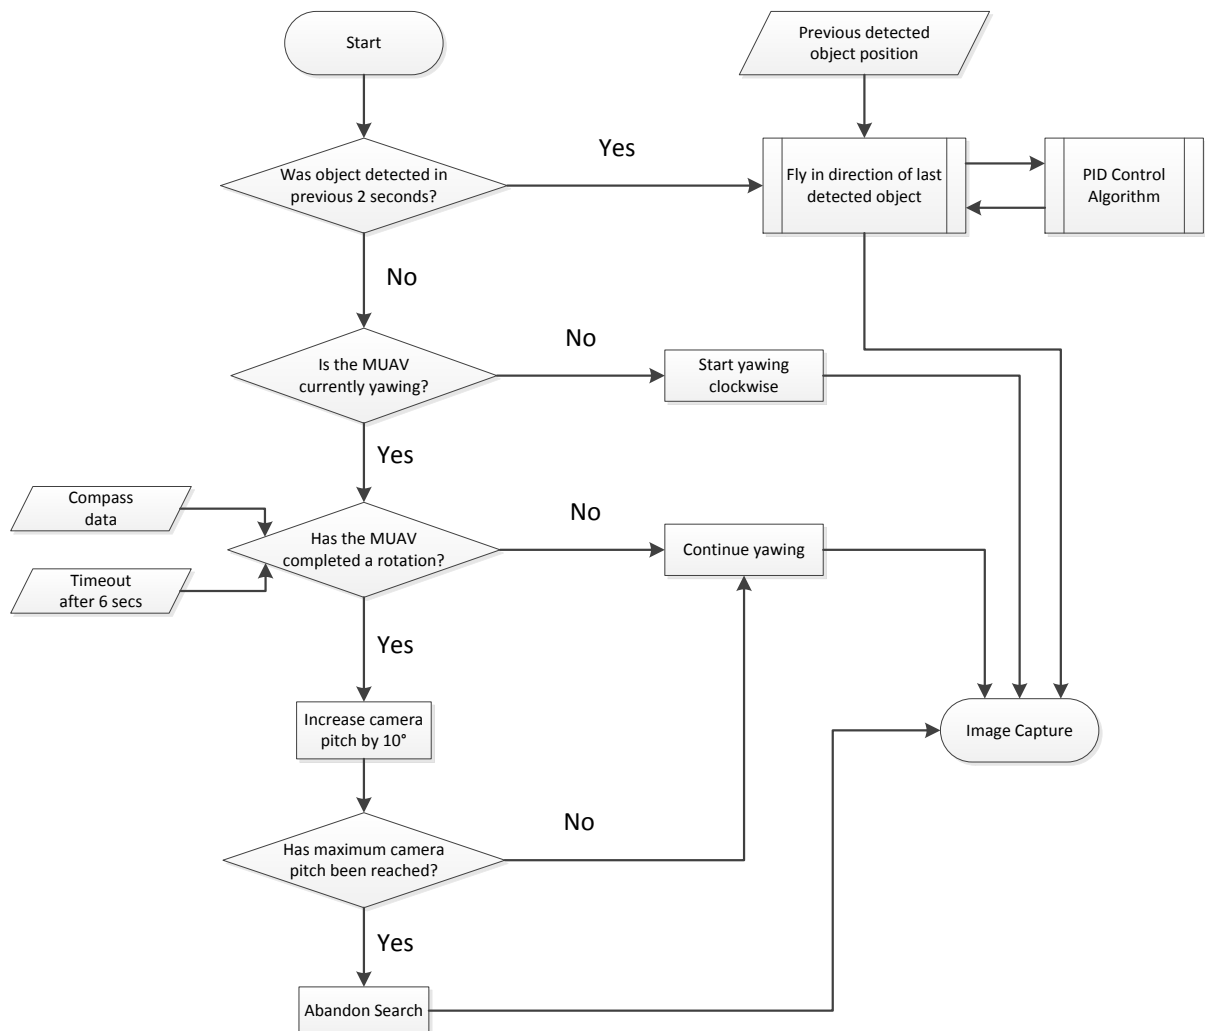 Start
Previous detected
object position
Yes
Was object detected in
previous 2 seconds?
Fly in direction of last
detected object
PID Control
Algorithm
No
Is the MUAV
currently yawing?
No
Start yawing
clockwise
Yes
Compass
data
Has the MUAV
completed a rotation?
No
Continue yawing
Timeout
after 6 secs
Yes
Increase camera
pitch by 10°
Image Capture
Has maximum camera
pitch been reached?
No
Yes
Abandon Search